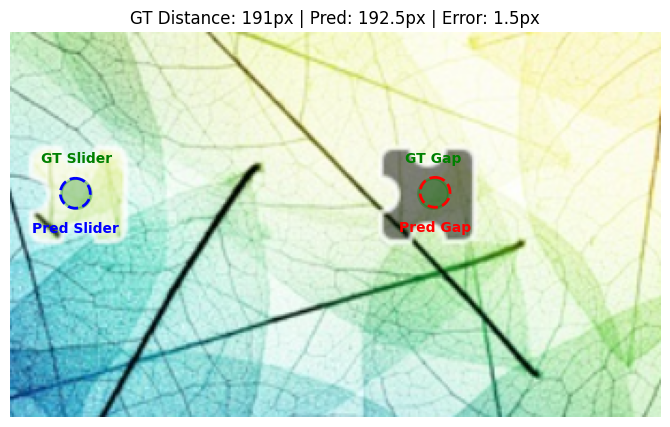 GT Distance: 191px | Pred: 192.5px | Error: 1.5px
GT Slider
GT Gap
Pred Slider
Pred Gap